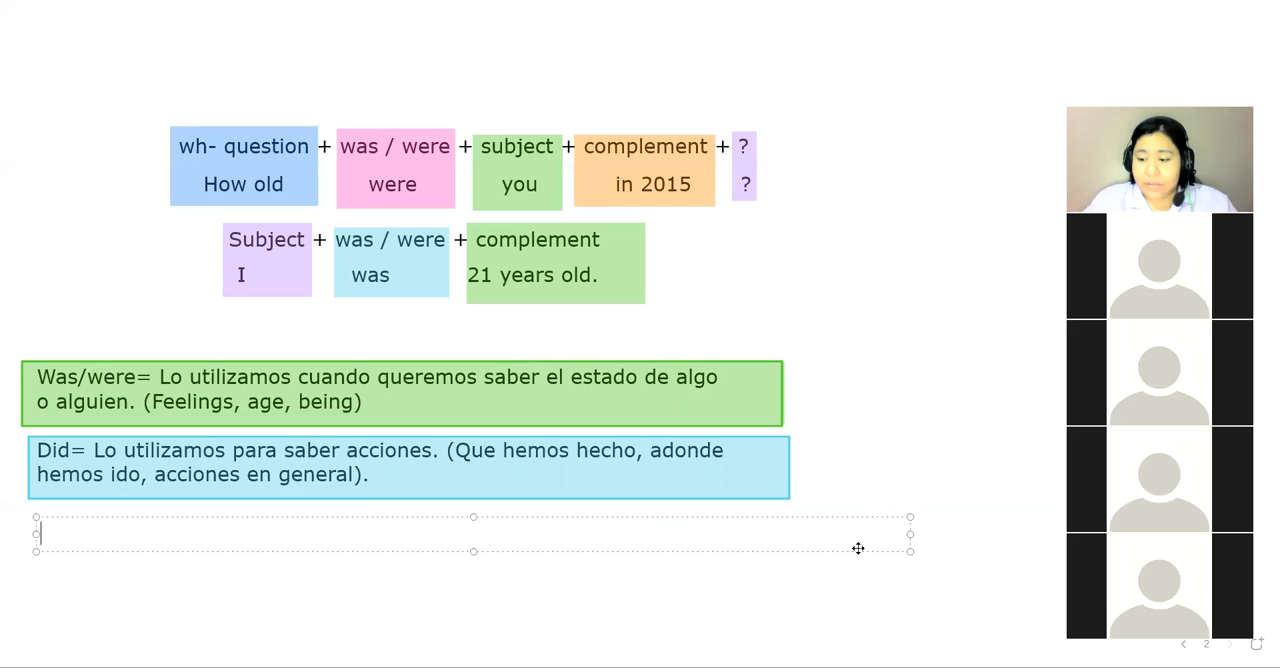 wh- question + was / were + subject + complement + ?
How old were you in 2015 ?
Subject + was / were + complement
I was 21 years old.
Was/were= Lo utilizamos cuando queremos saber el estado de algo
o alguien. (Feelings, age, being)
Did= Lo utilizamos para saber acciones. (Que hemos hecho, adonde
hemos ido, acciones en general).
2